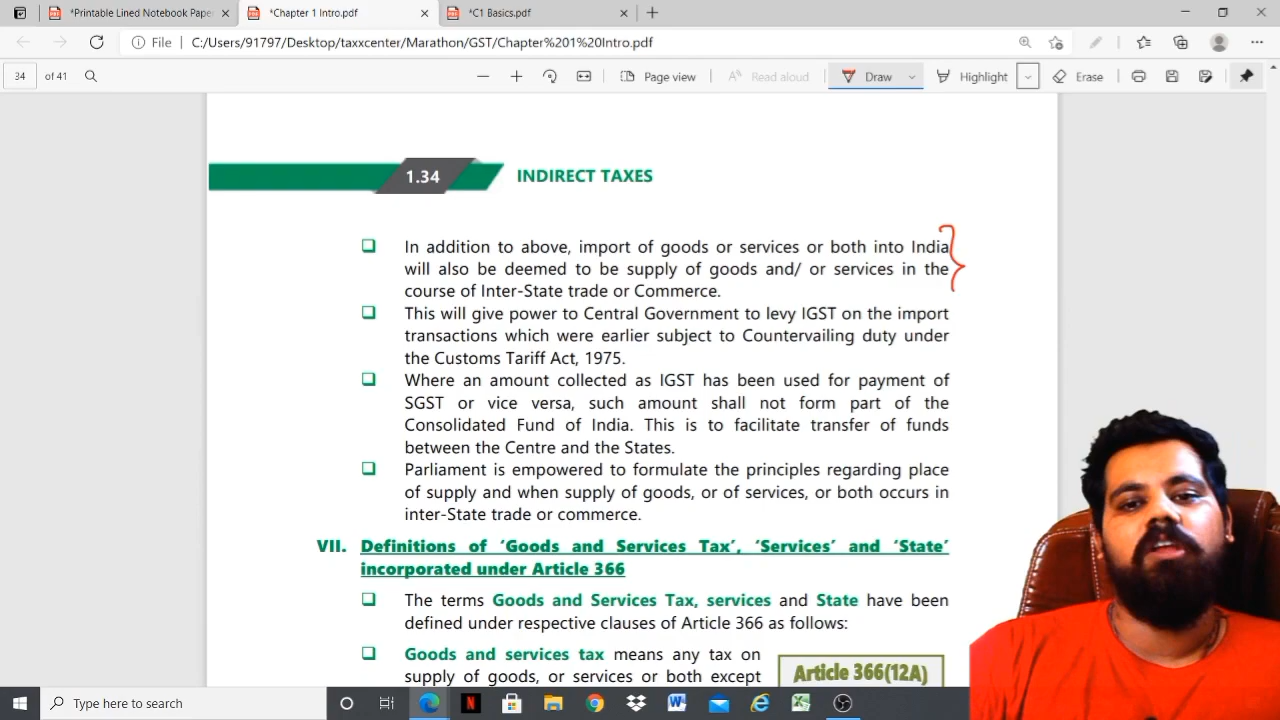 *Printable Lined Notebook Paper
*Chapter 1 Intro.pdf
*C1 Basics.pdf
File
C:/Users/91797/Desktop/taxxcenter/Marathon/GST/Chapter%201%20Intro.pdf
34 of 41
Page view
Read aloud
Draw
Highlight
Erase
1.34 INDIRECT TAXES
In addition to above, import of goods or services or both into India
will also be deemed to be supply of goods and/ or services in the
course of Inter-State trade or Commerce.
This will give power to Central Government to levy IGST on the import
transactions which were earlier subject to Countervailing duty under
the Customs Tariff Act, 1975.
Where an amount collected as IGST has been used for payment of
SGST or vice versa, such amount shall not form part of the
Consolidated Fund of India. This is to facilitate transfer of funds
between the Centre and the States.
Parliament is empowered to formulate the principles regarding place
of supply and when supply of goods, or of services, or both occurs in
inter-State trade or commerce.
VII. Definitions of ‘Goods and Services Tax’, ‘Services’ and ‘State’
incorporated under Article 366
The terms Goods and Services Tax, services and State have been
defined under respective clauses of Article 366 as follows:
Goods and services tax means any tax on
supply of goods, or services or both except
Article 366(12A)
Type here to search